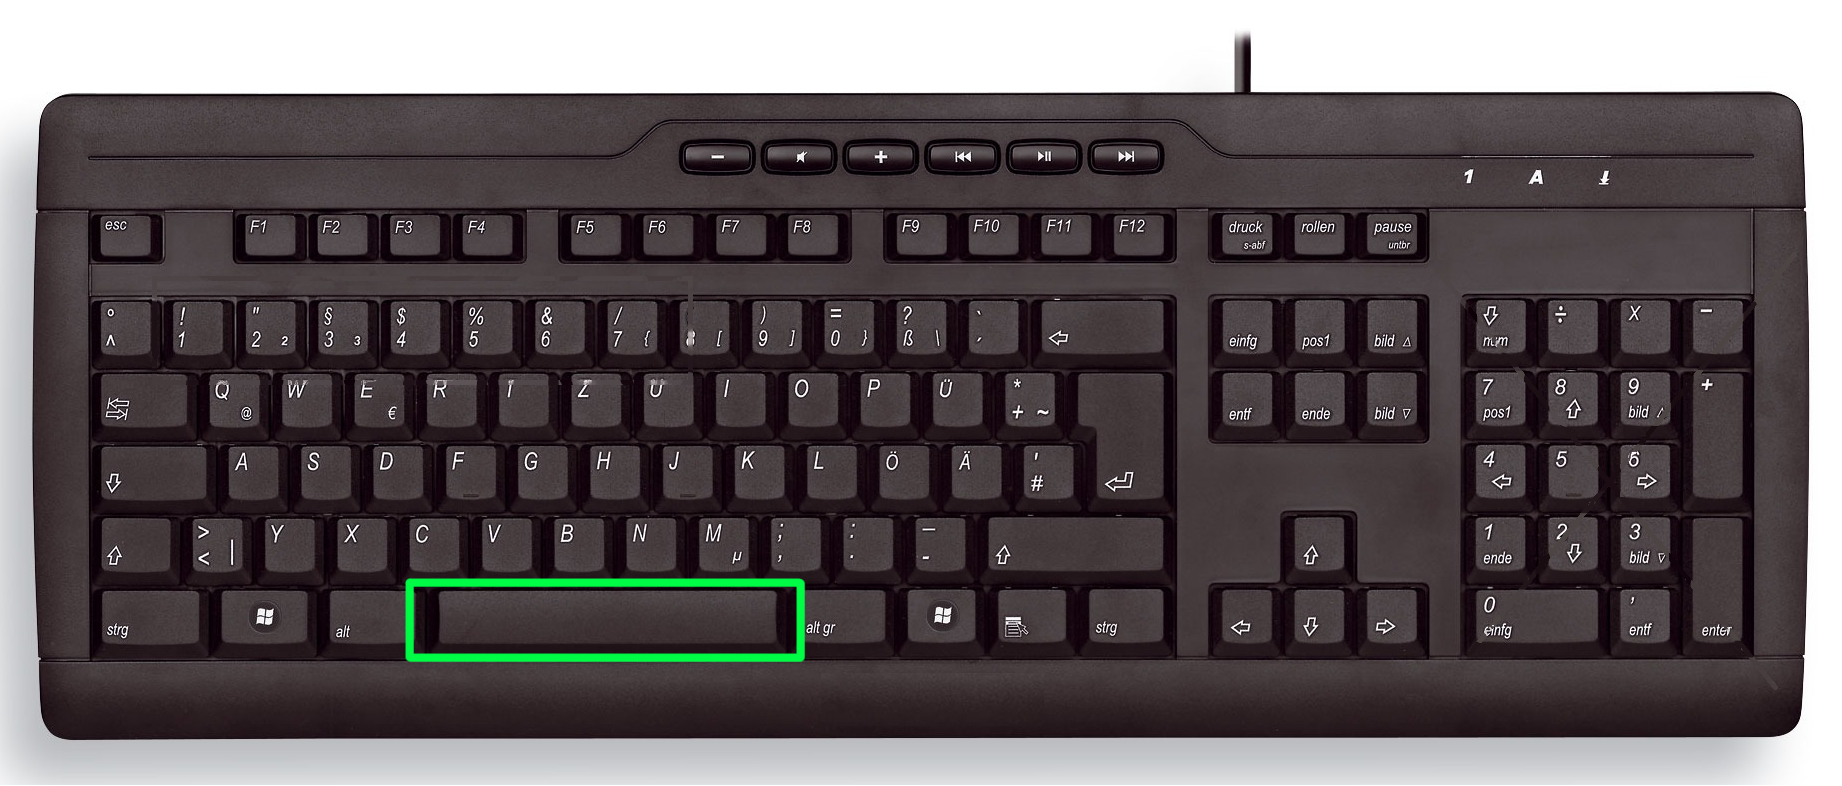 1 A
esc F1 F2 F3 F4 F5 F6 F7 F8 F9 F10 F11 F12 druck s-abf rollen pause untbr
° ! " § $ % & / ) = ? `
^ 1 2 ² 3 ³ 4 5 6 7 { [ 9 ] 0 } ß \ ´ einfg pos1 bild num ÷ X −
Q @ W E € R Z U I O P Ü * + ~ entf ende bild 7 pos1 8 9 bild +
A S D F G H J K L Ö Ä ' # 4 5 6
> < | Y X C V B N M µ ; , : . _ - 1 ende 2 3 bild
strg alt alt gr strg 0 einfg , entf enter